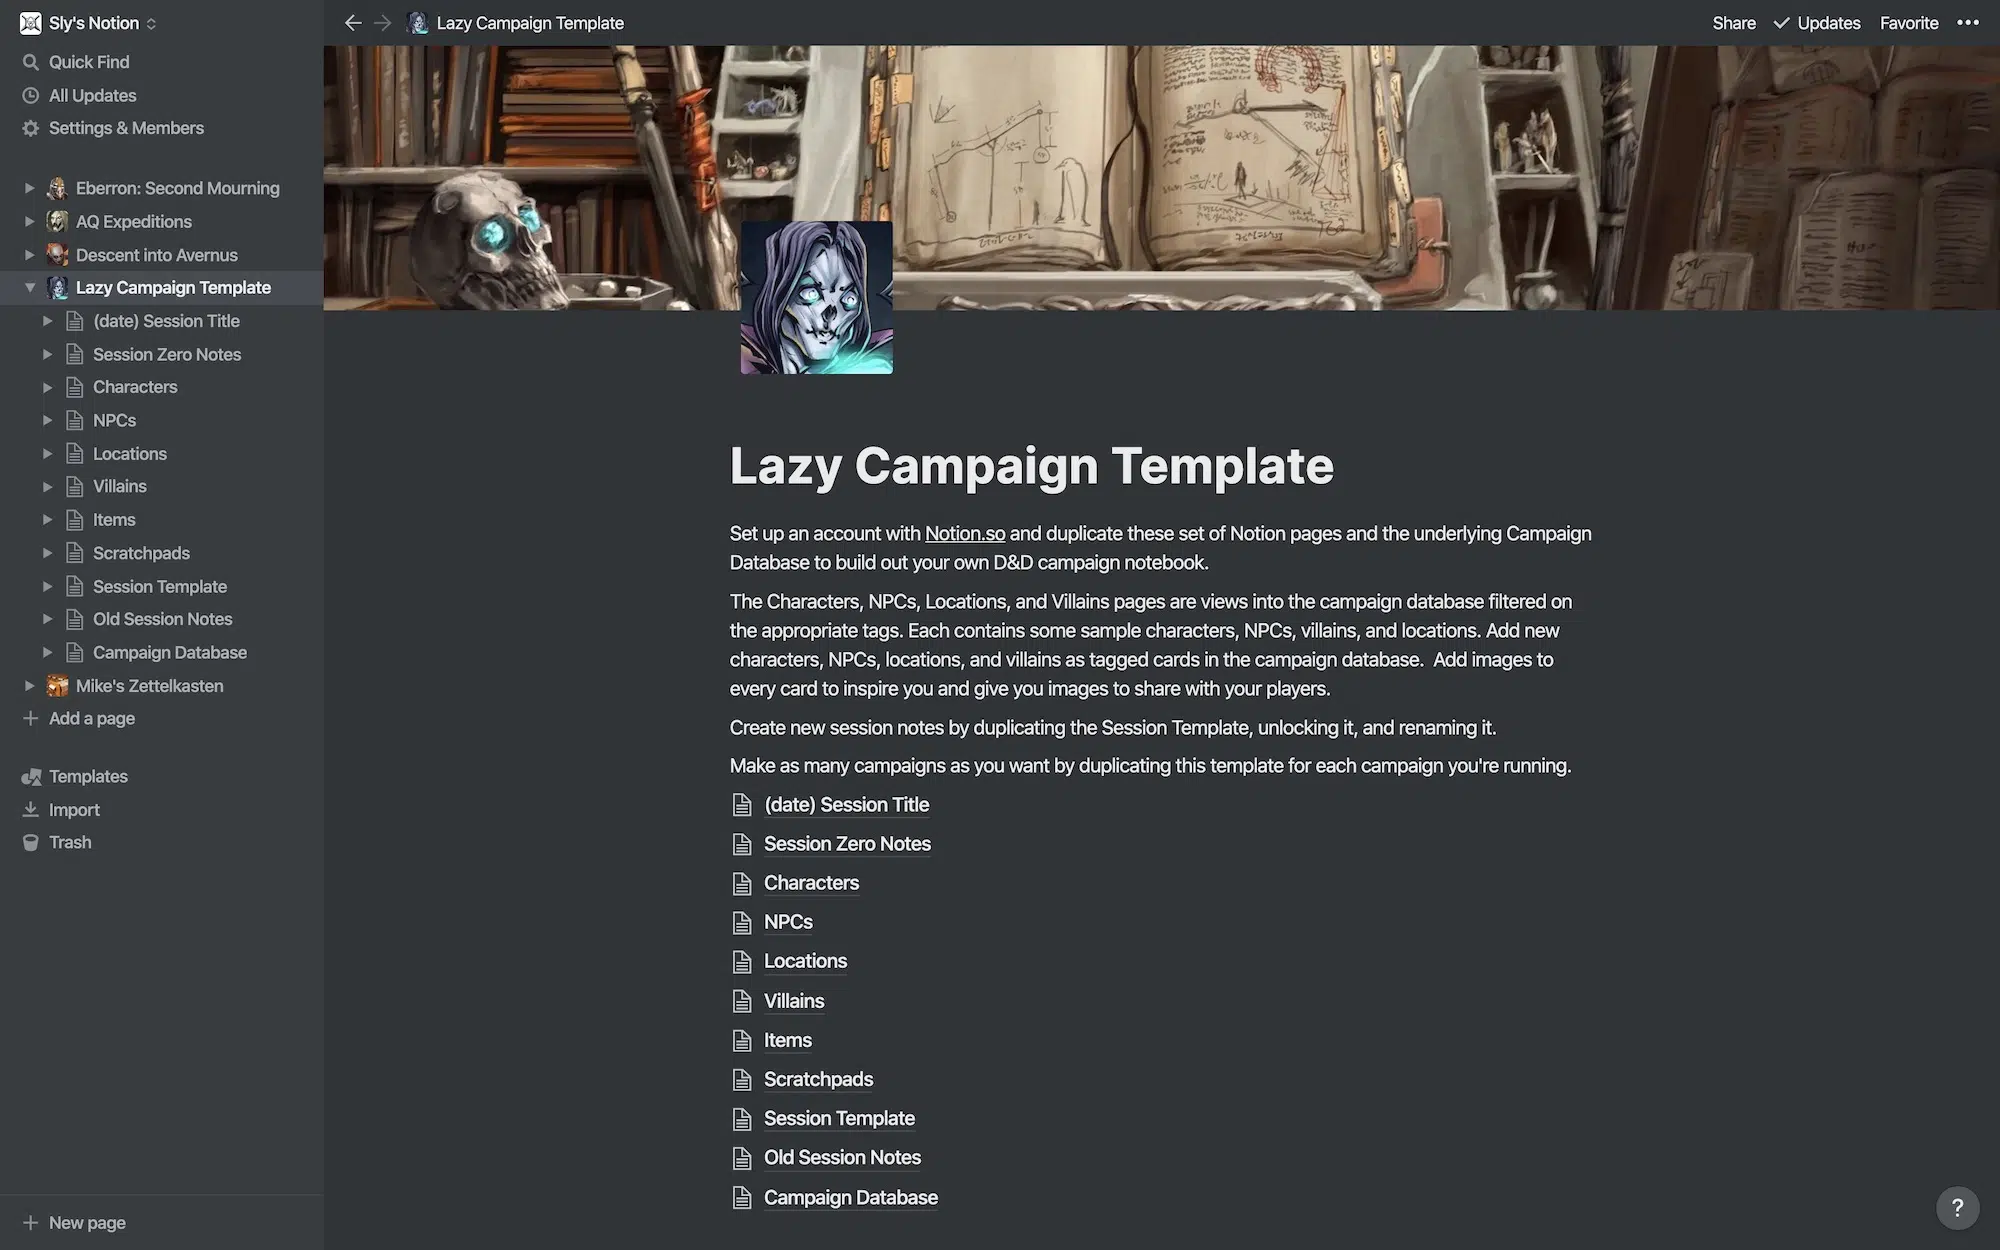 Sly's Notion
Quick Find
All Updates
Settings & Members
Eberron: Second Mourning
AQ Expeditions
Descent into Avernus
Lazy Campaign Template
(date) Session Title
Session Zero Notes
Characters
NPCs
Locations
Villains
Items
Scratchpads
Session Template
Old Session Notes
Campaign Database
Mike's Zettelkasten
Add a page
Templates
Import
Trash
New page
Lazy Campaign Template
Share Updates Favorite
Lazy Campaign Template
Set up an account with Notion.so and duplicate these set of Notion pages and the underlying Campaign
Database to build out your own D&D campaign notebook.
The Characters, NPCs, Locations, and Villains pages are views into the campaign database filtered on
the appropriate tags. Each contains some sample characters, NPCs, villains, and locations. Add new
characters, NPCs, locations, and villains as tagged cards in the campaign database.  Add images to
every card to inspire you and give you images to share with your players.
Create new session notes by duplicating the Session Template, unlocking it, and renaming it.
Make as many campaigns as you want by duplicating this template for each campaign you're running.
(date) Session Title
Session Zero Notes
Characters
NPCs
Locations
Villains
Items
Scratchpads
Session Template
Old Session Notes
Campaign Database
?